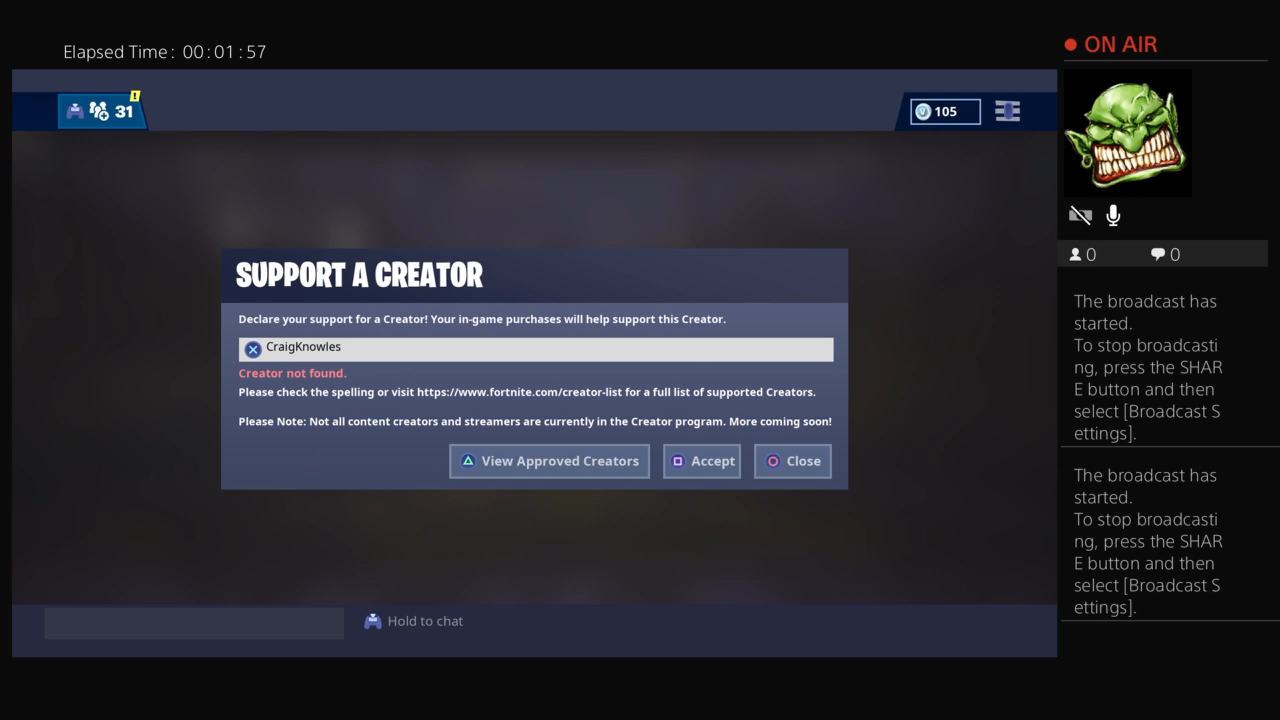 Elapsed Time: 00:01:57
ON AIR
! 31
105
SUPPORT A CREATOR
Declare your support for a Creator! Your in-game purchases will help support this Creator.
CraigKnowles
Creator not found.
Please check the spelling or visit https://www.fortnite.com/creator-list for a full list of supported Creators.
Please Note: Not all content creators and streamers are currently in the Creator program. More coming soon!
View Approved Creators
Accept
Close
Hold to chat
0
0
The broadcast has
started.
To stop broadcasti
ng, press the SHAR
E button and then
select [Broadcast S
ettings].
The broadcast has
started.
To stop broadcasti
ng, press the SHAR
E button and then
select [Broadcast S
ettings].